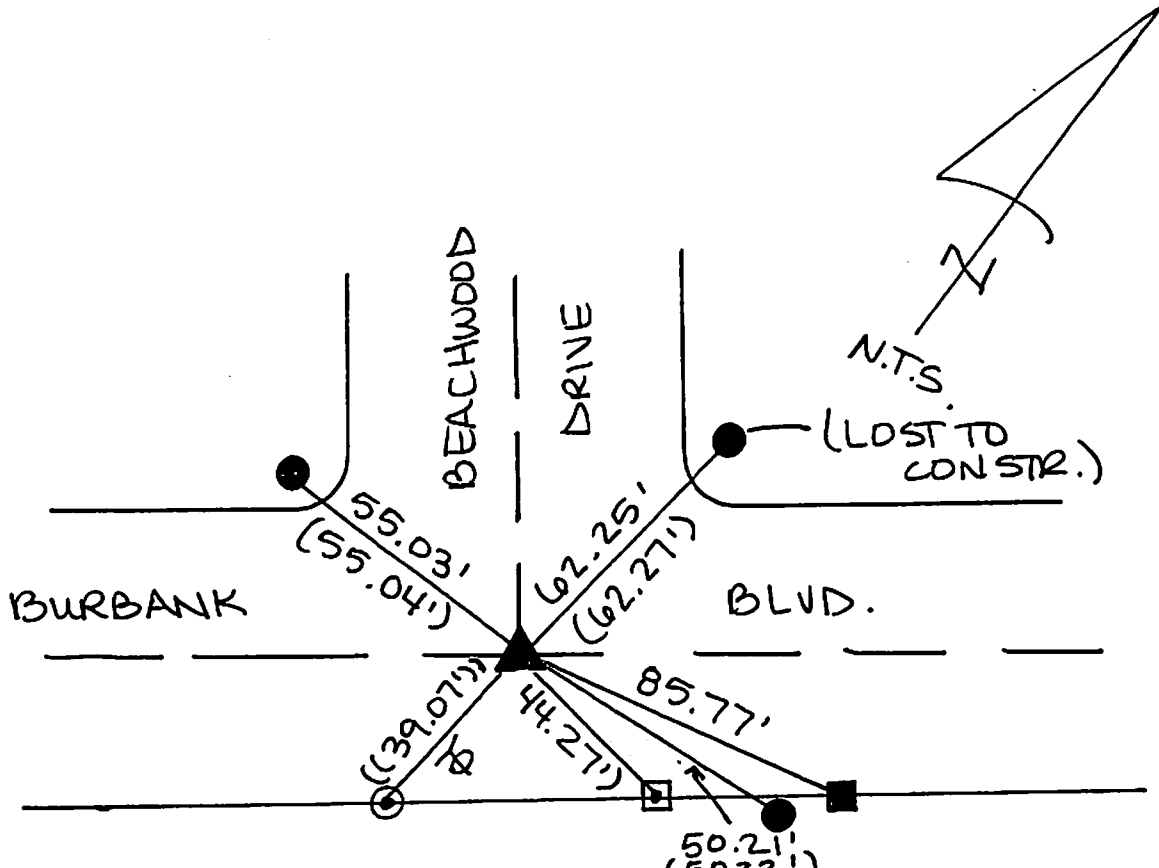 N
N.T.S.
BEACHWOOD
DRIVE
(LOST TO
CONSTR.)
55.03'
(55.04')
62.25'
(62.27')
BURBANK
BLVD.
((39.07'))
44.27'
85.77'
50.21'